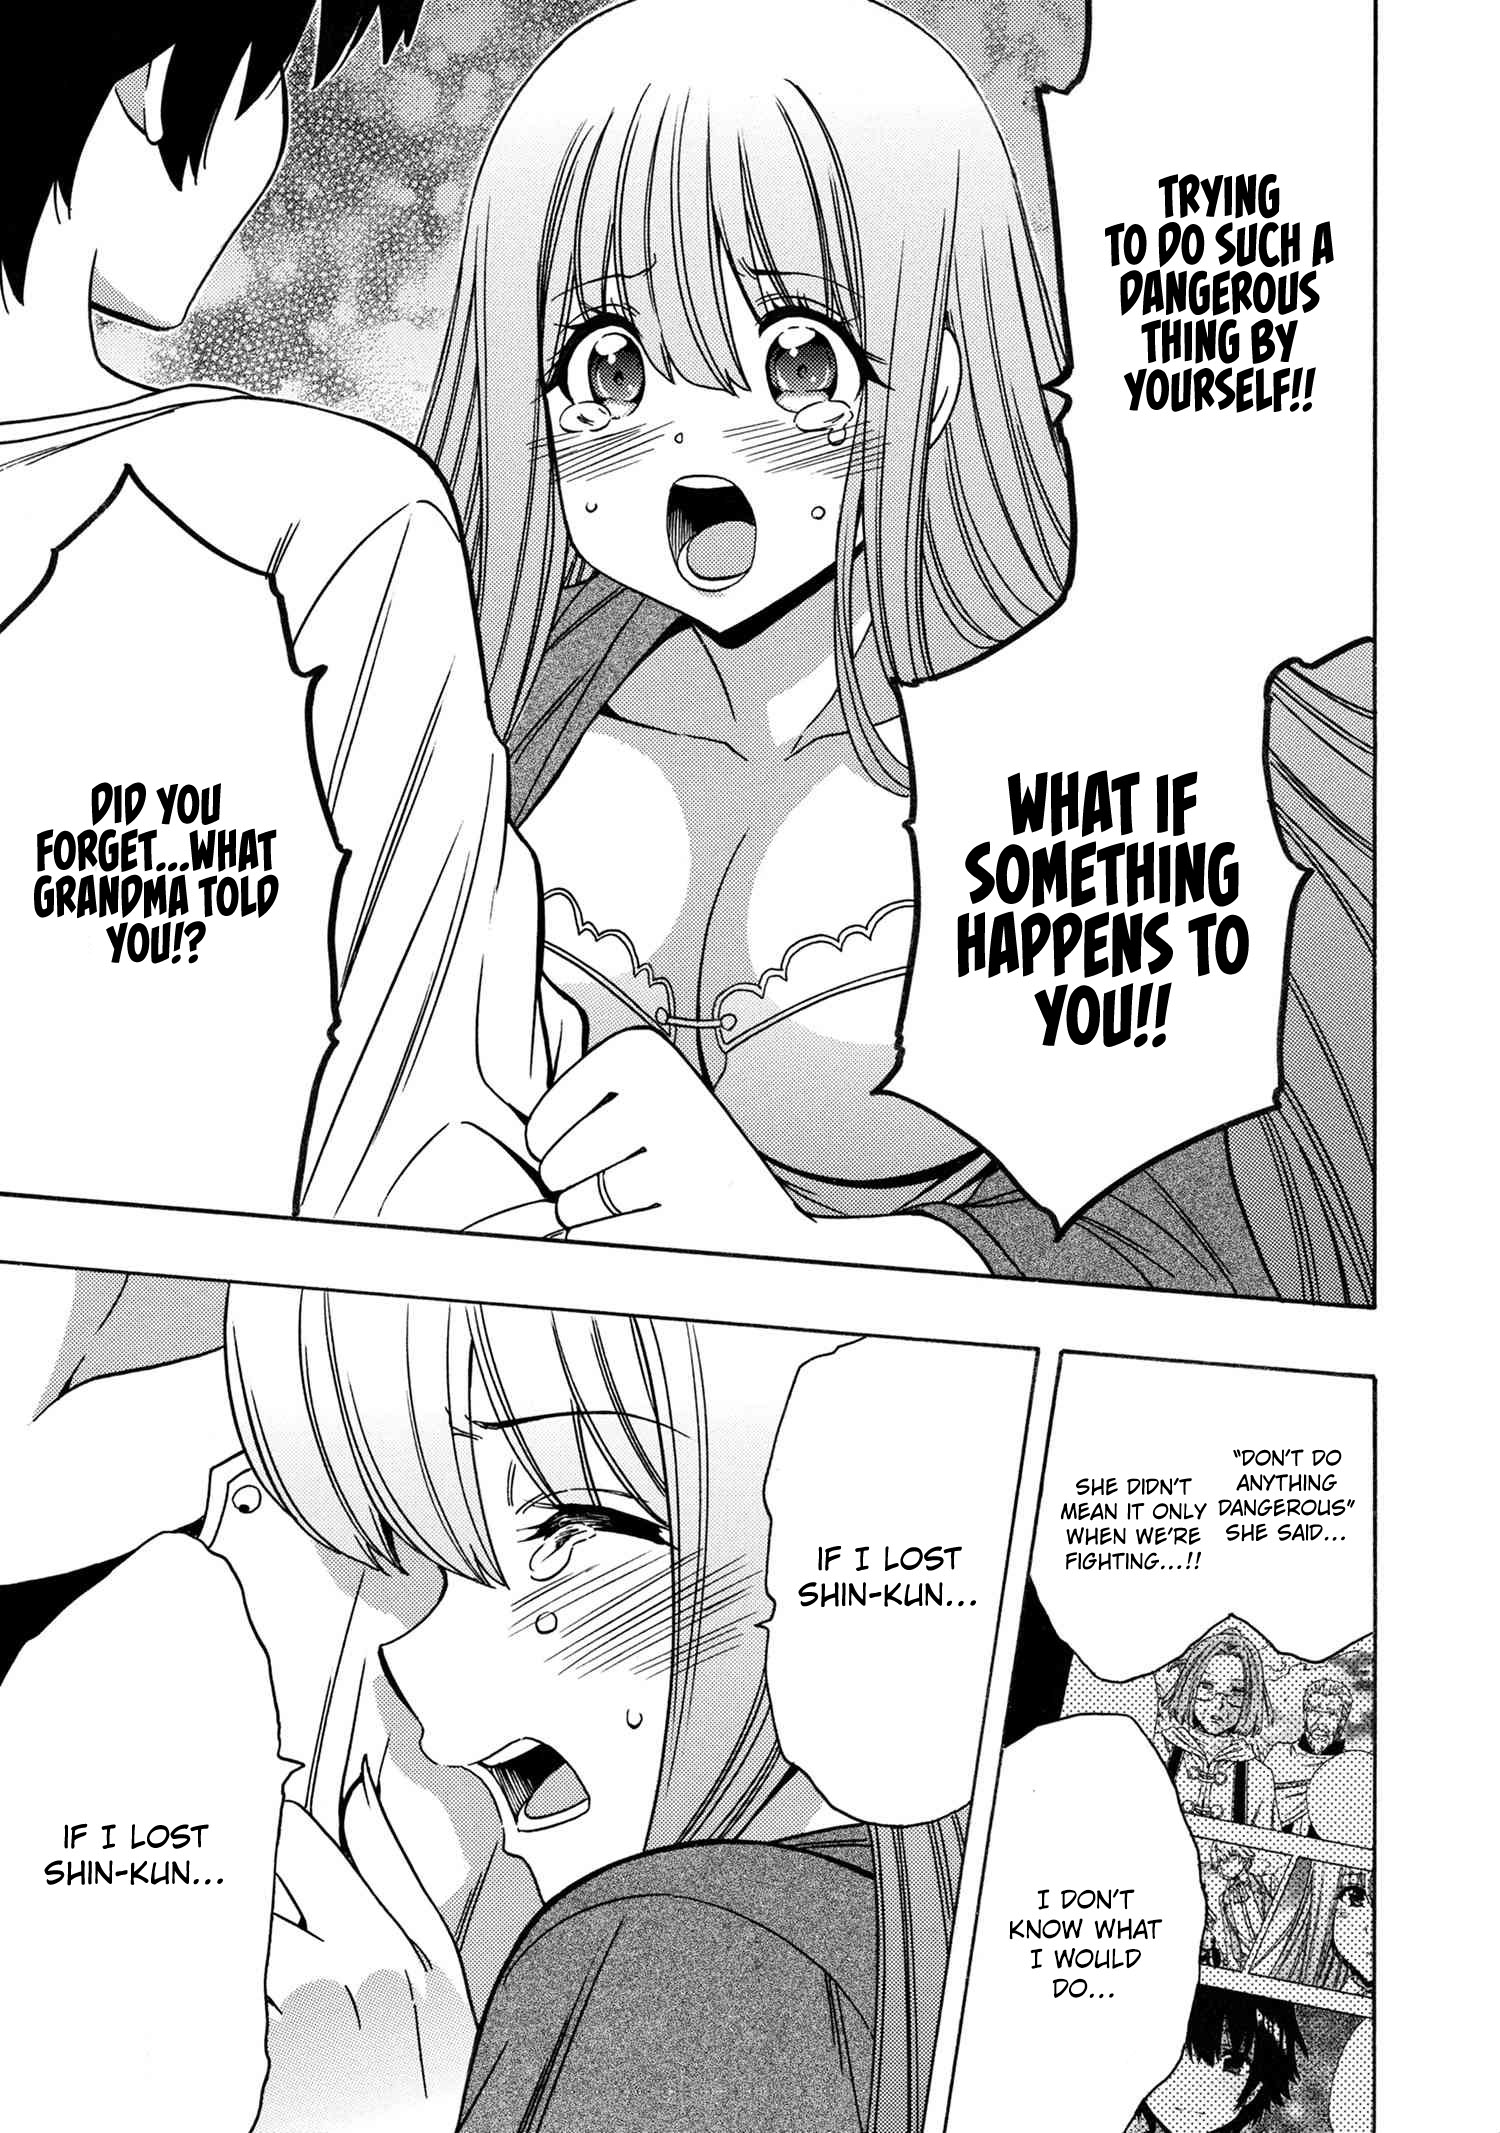 TRYING
TO DO SUCH A
DANGEROUS
THING BY
YOURSELF!!
WHAT IF
SOMETHING
HAPPENS TO
YOU!!
DID YOU
FORGET...WHAT
GRANDMA TOLD
YOU!?
"DON'T DO
ANYTHING
DANGEROUS"
SHE SAID...
SHE DIDN'T
MEAN IT ONLY
WHEN WE'RE
FIGHTING...!!
I DON'T
KNOW WHAT
I WOULD
DO...
IF I LOST
SHIN-KUN...
IF I LOST
SHIN-KUN...